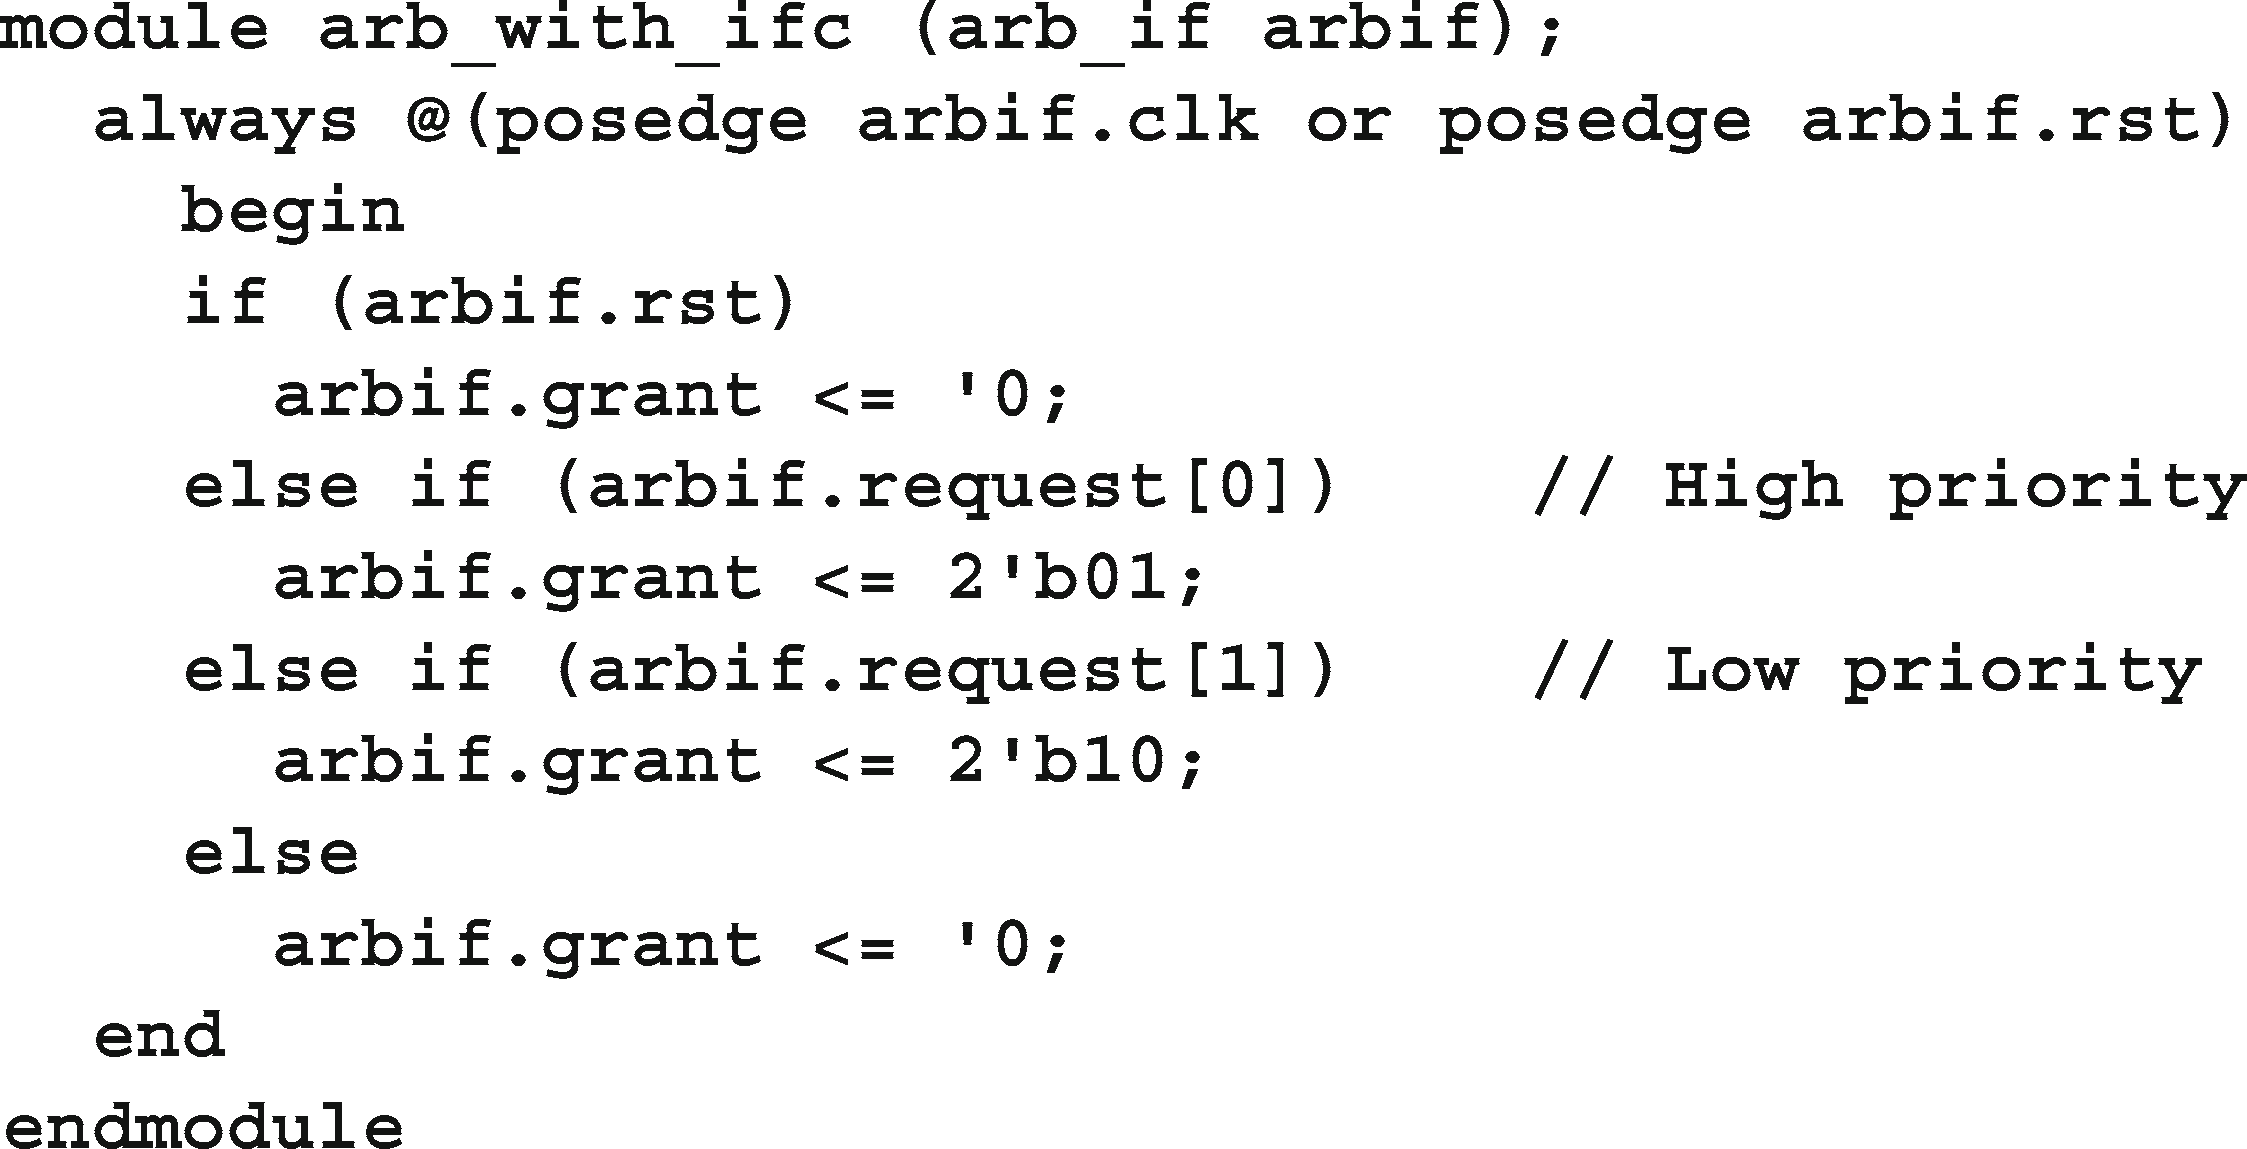 module arb_with_ifc (arb_if arbif);
  always @(posedge arbif.clk or posedge arbif.rst)
    begin
    if (arbif.rst)
      arbif.grant <= '0;
    else if (arbif.request[0])    // High priority
      arbif.grant <= 2'b01;
    else if (arbif.request[1])    // Low priority
      arbif.grant <= 2'b10;
    else
      arbif.grant <= '0;
  end
endmodule